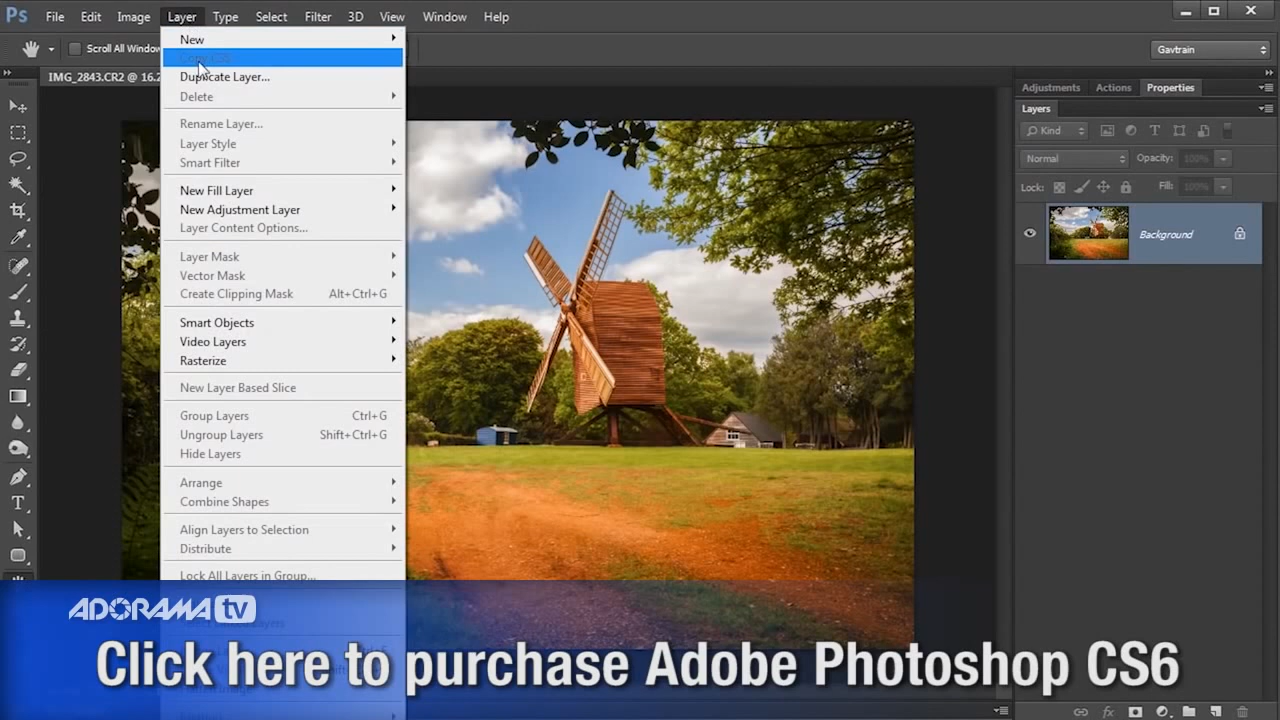 Ps File Edit Image Layer Type Select Filter 3D View Window Help
Scroll All Window
Gavtrain
IMG_2843.CR2 @ 16.2
New
Copy CSS
Duplicate Layer...
Delete
Rename Layer...
Layer Style
Smart Filter
New Fill Layer
New Adjustment Layer
Layer Content Options...
Layer Mask
Vector Mask
Create Clipping Mask Alt+Ctrl+G
Smart Objects
Video Layers
Rasterize
New Layer Based Slice
Group Layers Ctrl+G
Ungroup Layers Shift+Ctrl+G
Hide Layers
Arrange
Combine Shapes
Align Layers to Selection
Distribute
Lock All Layers in Group...
Adjustments Actions Properties
Layers
Kind
Normal Opacity: 100%
Lock: Fill: 100%
Background
ADORAMA tv
Click here to purchase Adobe Photoshop CS6